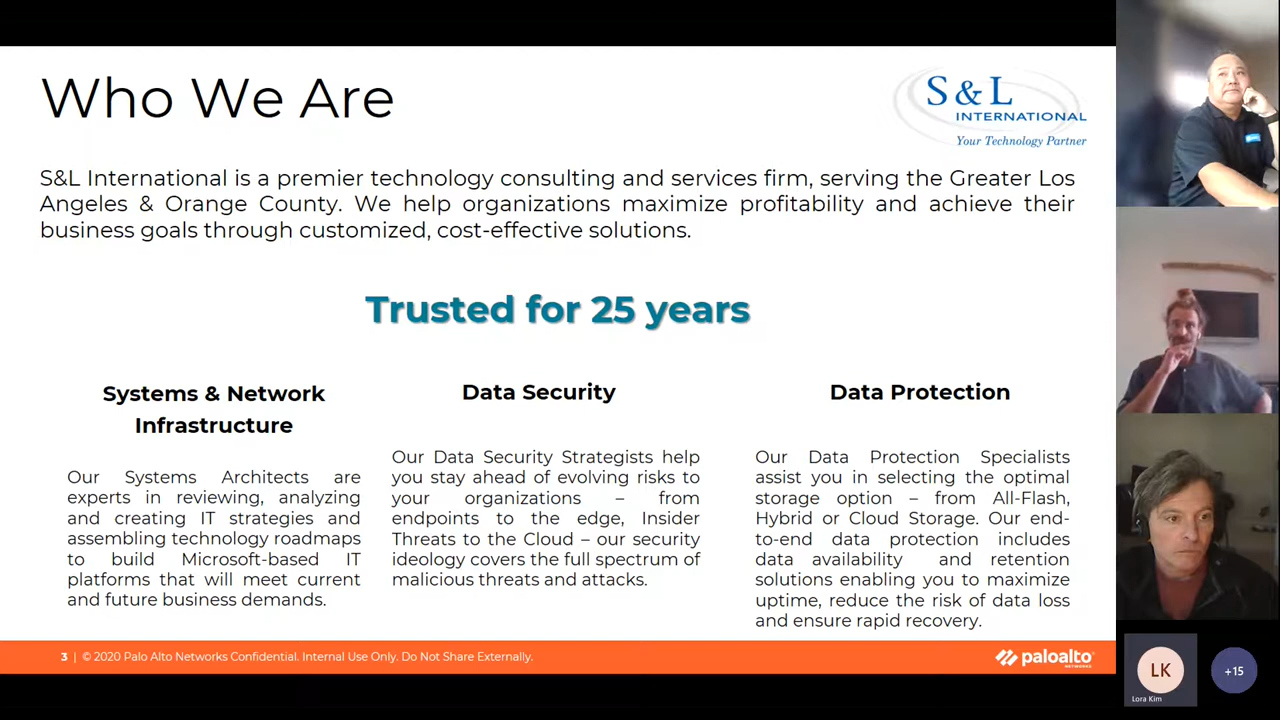 Who We Are
S&L
INTERNATIONAL
Your Technology Partner
S&L International is a premier technology consulting and services firm, serving the Greater Los
Angeles & Orange County. We help organizations maximize profitability and achieve their
business goals through customized, cost-effective solutions.
Trusted for 25 years
Systems & Network
Infrastructure
Our Systems Architects are
experts in reviewing, analyzing
and creating IT strategies and
assembling technology roadmaps
to build Microsoft-based IT
platforms that will meet current
and future business demands.
Data Security
Our Data Security Strategists help
you stay ahead of evolving risks to
your organizations – from
endpoints to the edge, Insider
Threats to the Cloud – our security
ideology covers the full spectrum of
malicious threats and attacks.
Data Protection
Our Data Protection Specialists
assist you in selecting the optimal
storage option – from All-Flash,
Hybrid or Cloud Storage. Our end-
to-end data protection includes
data availability and retention
solutions enabling you to maximize
uptime, reduce the risk of data loss
and ensure rapid recovery.
3 | © 2020 Palo Alto Networks Confidential. Internal Use Only. Do Not Share Externally.
paloalto
NETWORKS
LK
Lora Kim
+15